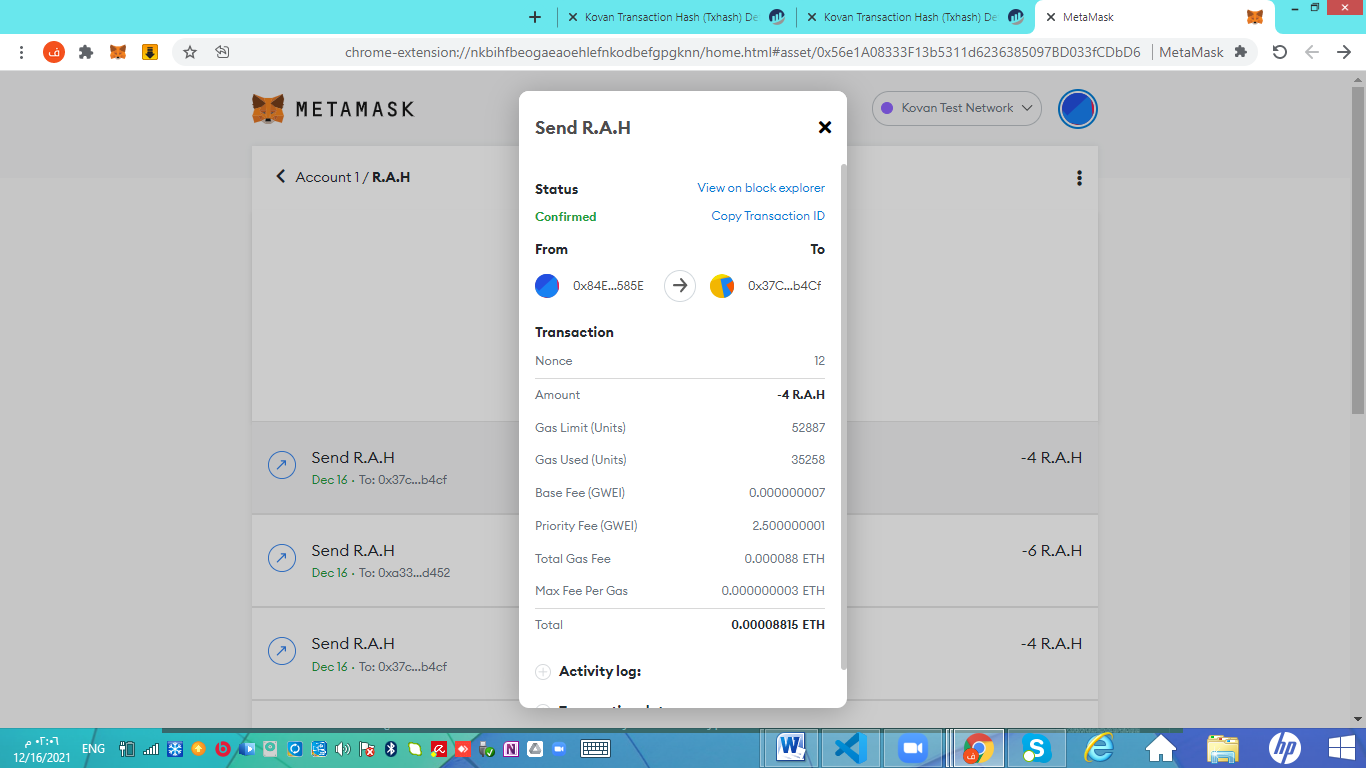 Kovan Transaction Hash (Txhash) De
Kovan Transaction Hash (Txhash) De
MetaMask
chrome-extension://nkbihfbeogaeaoehlefnkodbefgpgknn/home.html#asset/0x56e1A08333F13b5311d6236385097BD033fCDbD6
MetaMask
METAMASK
Kovan Test Network
Account 1 / R.A.H
Send R.A.H
Status
View on block explorer
Confirmed
Copy Transaction ID
From
To
0x84E...585E
0x37C...b4Cf
Transaction
Nonce
12
Amount
-4 R.A.H
Gas Limit (Units)
52887
Gas Used (Units)
35258
Base Fee (GWEI)
0.000000007
Priority Fee (GWEI)
2.500000001
Total Gas Fee
0.000088 ETH
Max Fee Per Gas
0.000000003 ETH
Total
0.00008815 ETH
Activity log:
Send R.A.H
Dec 16 · To: 0x37c...b4cf
-4 R.A.H
Send R.A.H
Dec 16 · To: 0xa33...d452
-6 R.A.H
Send R.A.H
Dec 16 · To: 0x37c...b4cf
-4 R.A.H
ENG
م ٠٢:٠٦
12/16/2021